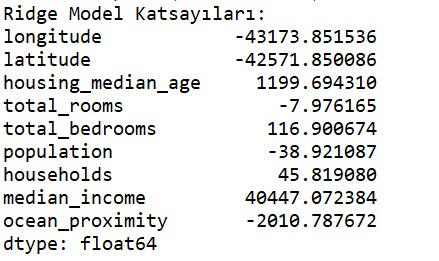 Ridge Model Katsayıları:
longitude -43173.851536
latitude -42571.850086
housing_median_age 1199.694310
total_rooms -7.976165
total_bedrooms 116.900674
population -38.921087
households 45.819080
median_income 40447.072384
ocean_proximity -2010.787672
dtype: float64